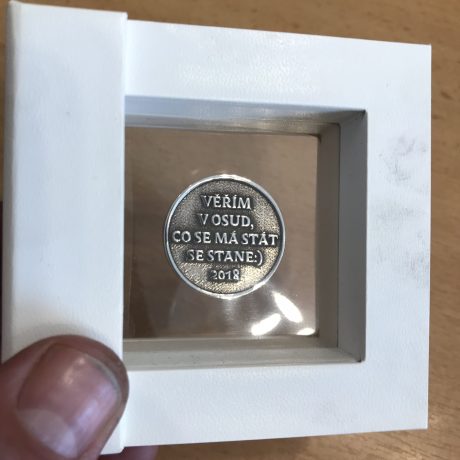 VĚŘÍM
V OSUD,
CO SE MÁ STÁT
SE STANE:)
2018